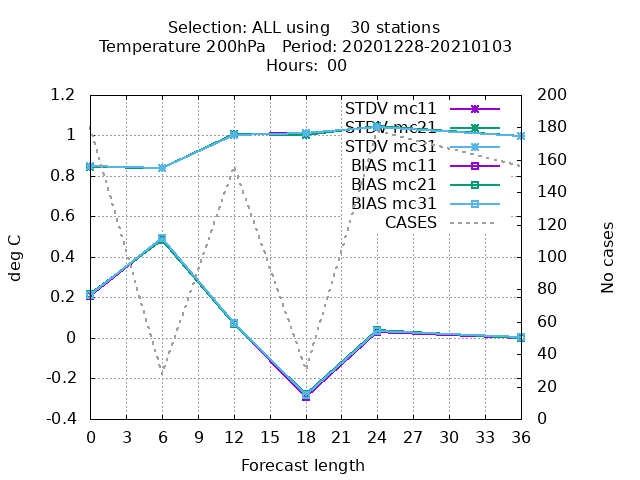 Selection: ALL using    30 stations
Temperature 200hPa   Period: 20201228-20210103
Hours:  00
1.2
1
0.8
0.6
0.4
0.2
0
-0.2
-0.4
deg C
STDV mc11
STDV mc21
STDV mc31
BIAS mc11
BIAS mc21
BIAS mc31
CASES
200
180
160
140
120
100
80
60
40
20
0
No cases
0 3 6 9 12 15 18 21 24 27 30 33 36
Forecast length